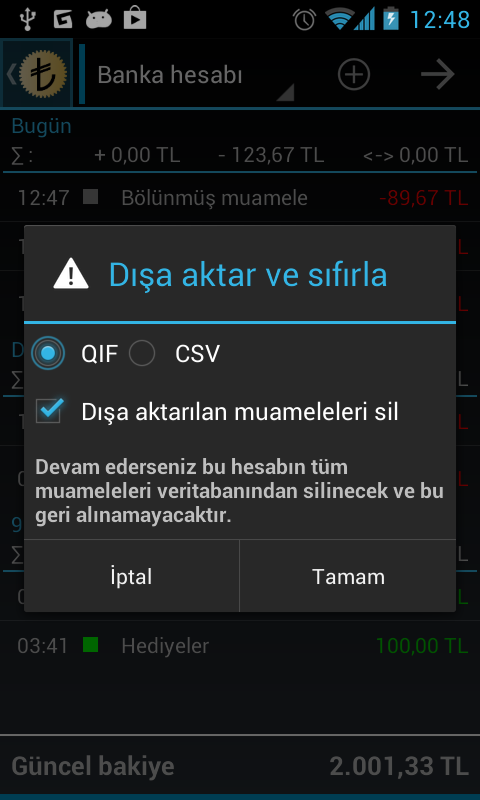 12:48
Banka hesabı
Bugün
∑ : + 0,00 TL - 123,67 TL <-> 0,00 TL
12:47 Bölünmüş muamele -89,67 TL
Dışa aktar ve sıfırla
QIF CSV
Dışa aktarılan muameleleri sil
Devam ederseniz bu hesabın tüm
muameleleri veritabanından silinecek ve bu
geri alınamayacaktır.
İptal Tamam
03:41 Hediyeler 100,00 TL
Güncel bakiye 2.001,33 TL